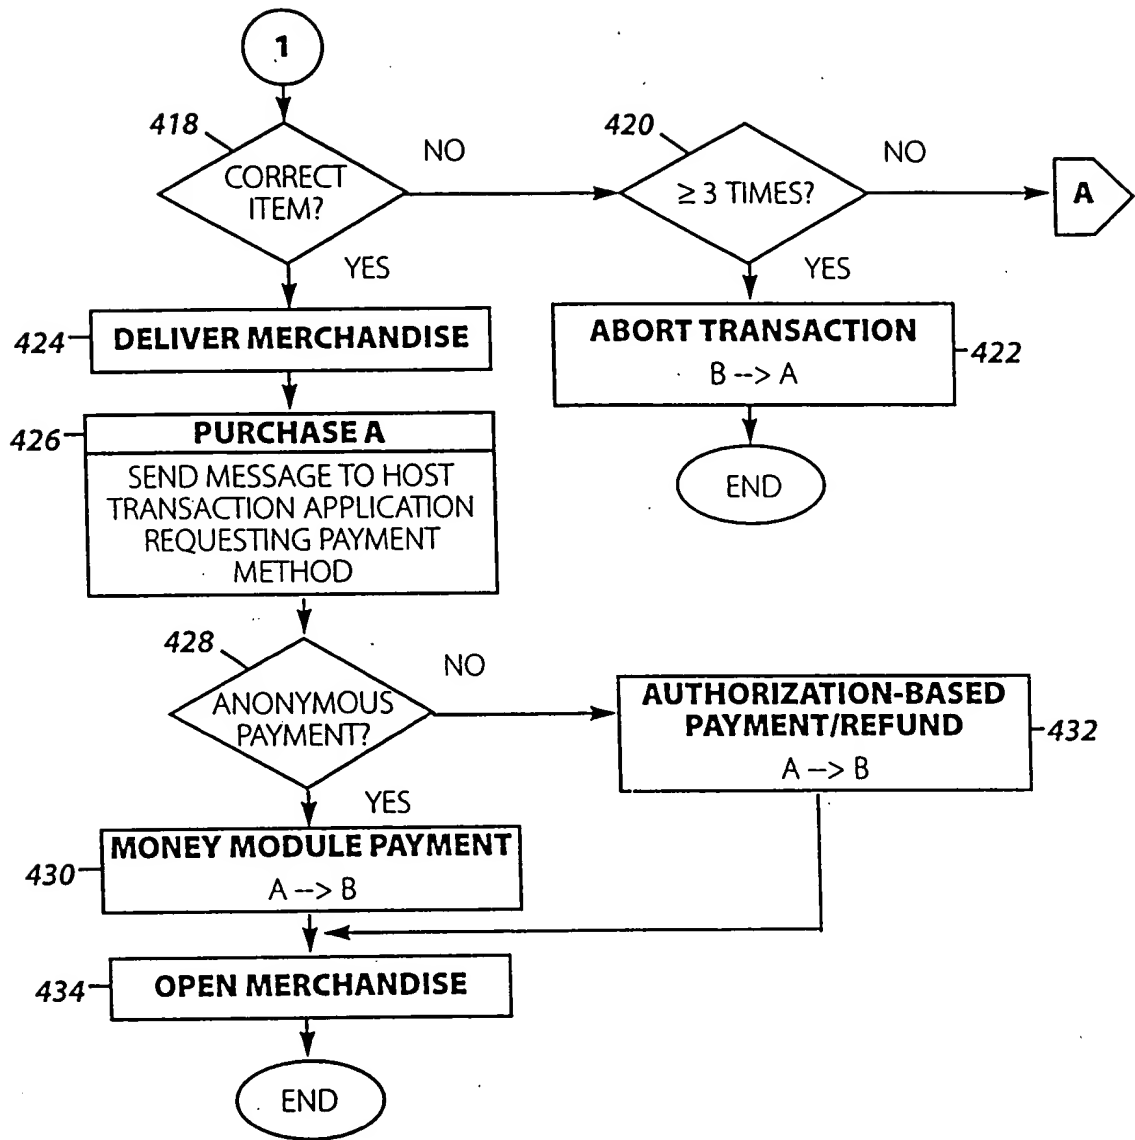 1
418
CORRECT
ITEM?
NO
420
≥ 3 TIMES?
NO
A
YES
YES
424
DELIVER MERCHANDISE
ABORT TRANSACTION
B --> A
422
END
426
PURCHASE A
SEND MESSAGE TO HOST
TRANSACTION APPLICATION
REQUESTING PAYMENT
METHOD
428
ANONYMOUS
PAYMENT?
NO
AUTHORIZATION-BASED
PAYMENT/REFUND
A --> B
432
YES
430
MONEY MODULE PAYMENT
A --> B
434
OPEN MERCHANDISE
END